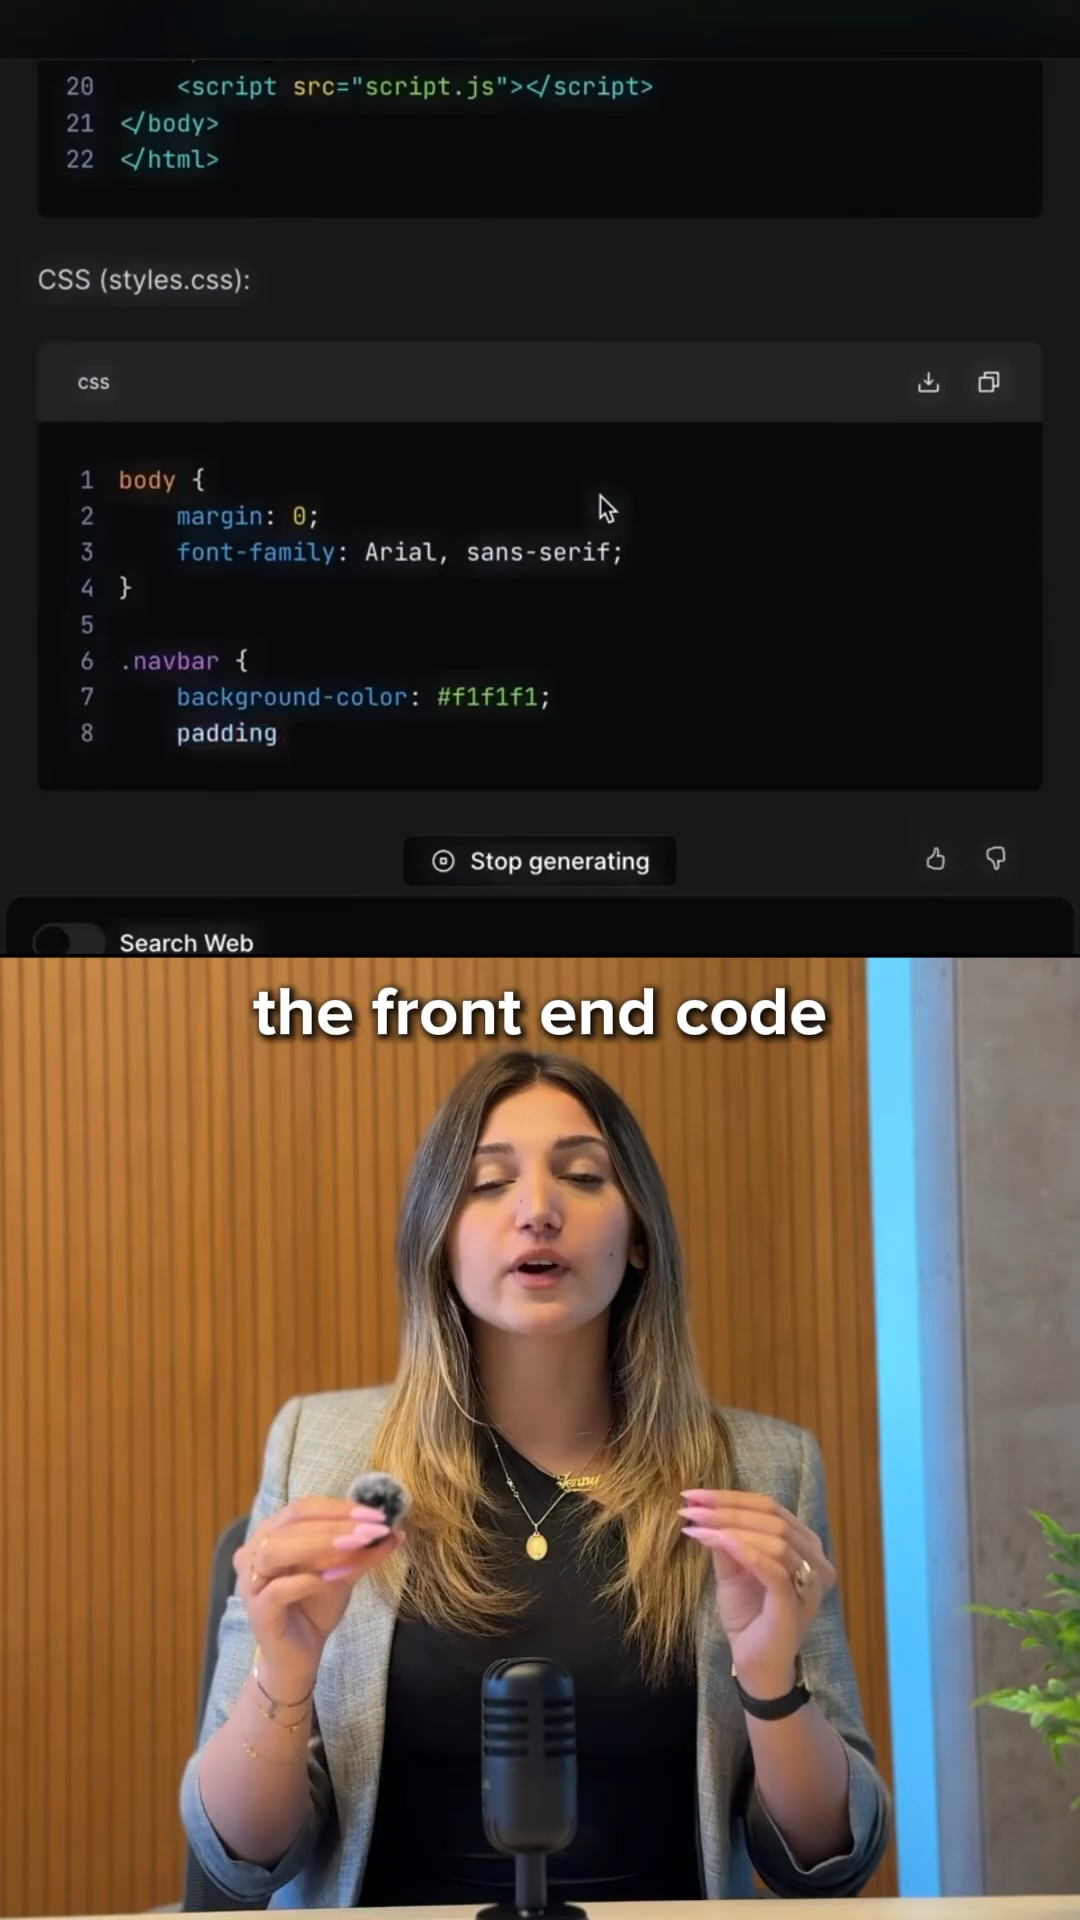 20 <script src="script.js"></script>
21 </body>
22 </html>
CSS (styles.css):
css
1 body {
2 margin: 0;
3 font-family: Arial, sans-serif;
4 }
5
6 .navbar {
7 background-color: #f1f1f1;
8 padding
Stop generating
Search Web
the front end code
Jenny